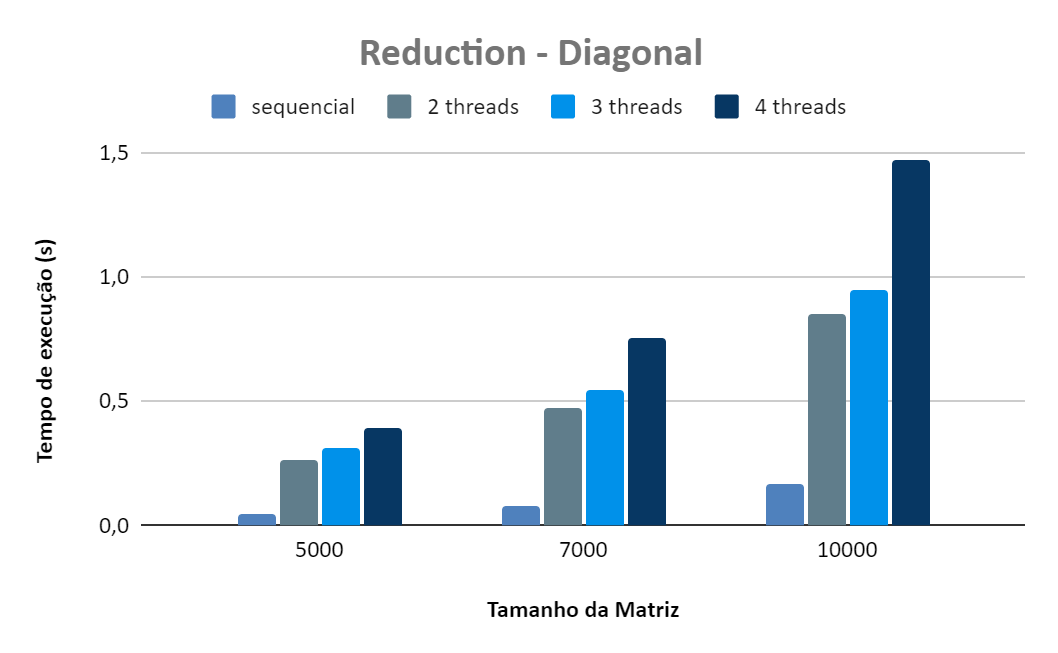 Reduction - Diagonal
sequencial 2 threads 3 threads 4 threads
1,5
1,0
0,5
0,0
Tempo de execução (s)
5000 7000 10000
Tamanho da Matriz